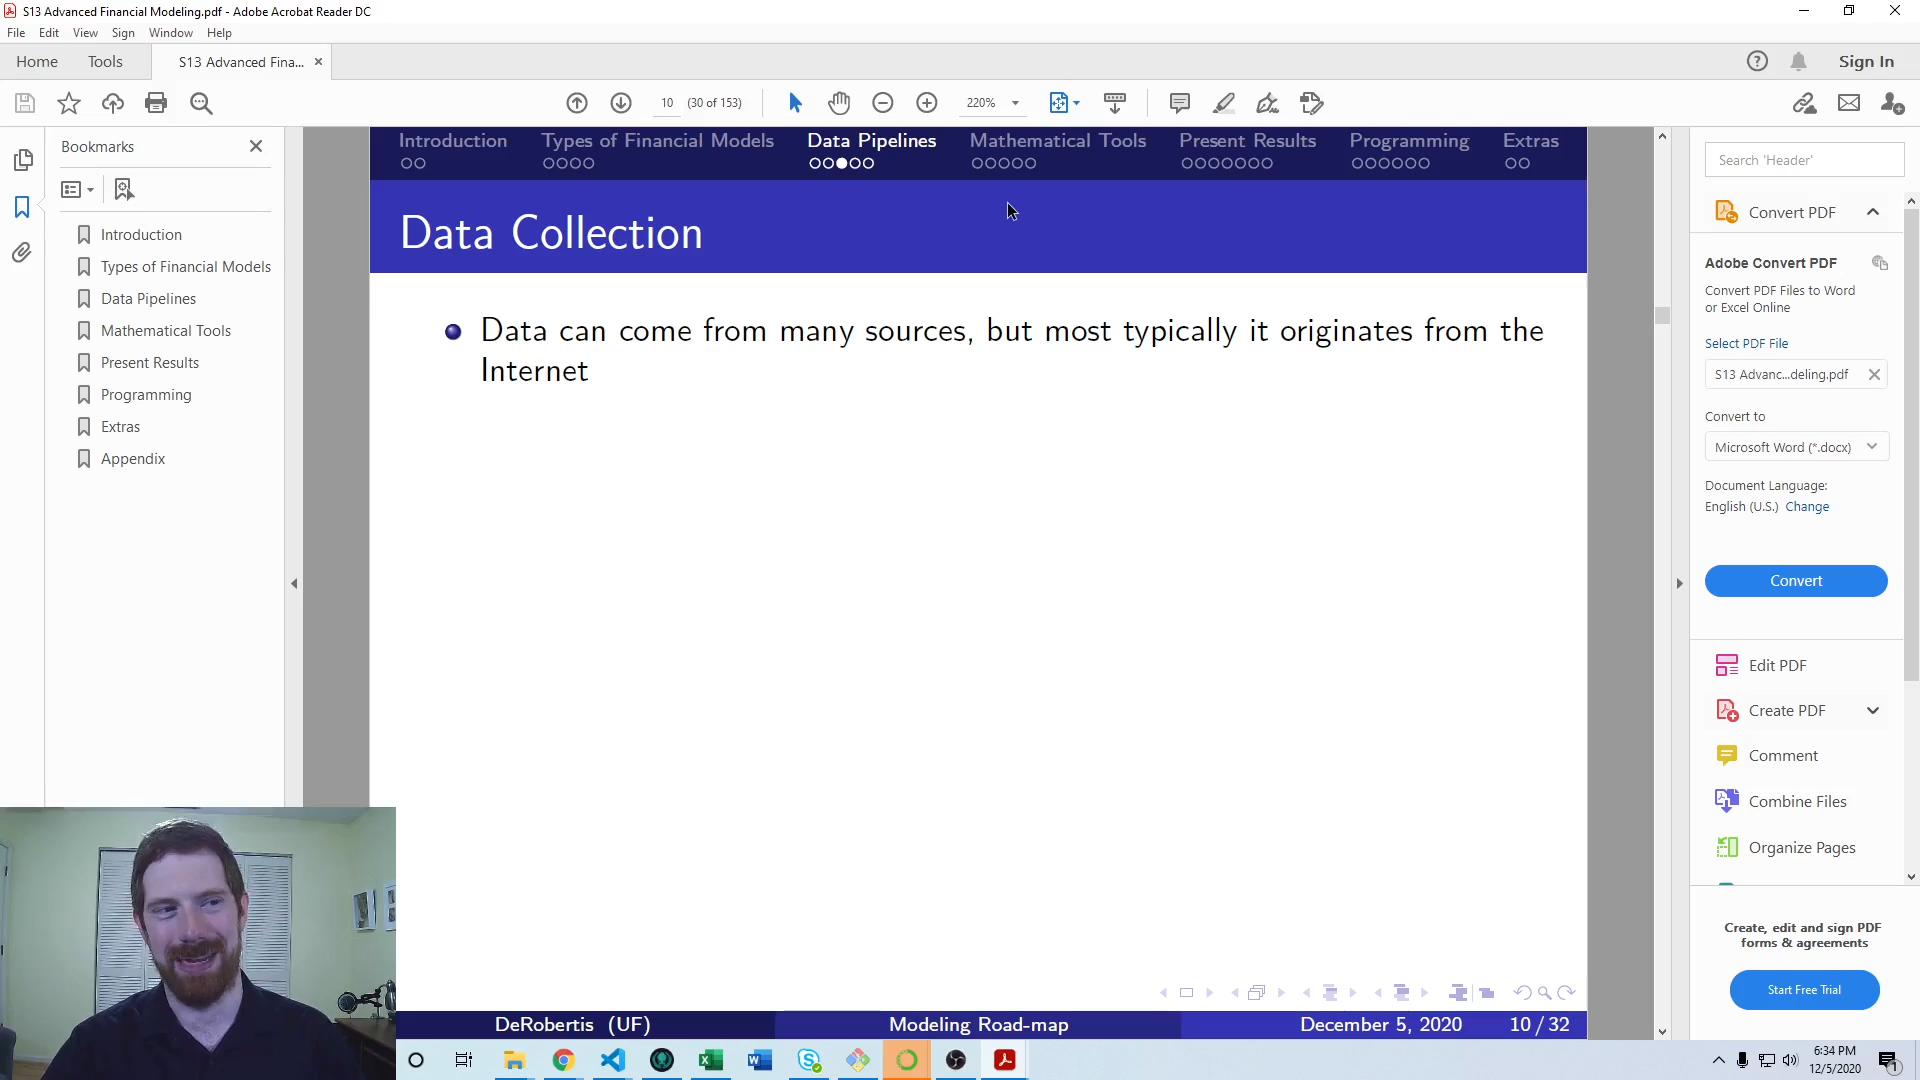 S13 Advanced Financial Modeling.pdf - Adobe Acrobat Reader DC
File Edit View Sign Window Help
Home Tools S13 Advanced Fina... Sign In
10 (30 of 153) 220%
Bookmarks
Introduction
Types of Financial Models
Data Pipelines
Mathematical Tools
Present Results
Programming
Extras
Appendix
Introduction Types of Financial Models Data Pipelines Mathematical Tools Present Results Programming Extras
Data Collection
Data can come from many sources, but most typically it originates from the
Internet
DeRobertis (UF) Modeling Road-map December 5, 2020 10 / 32
Search 'Header'
Convert PDF
Adobe Convert PDF
Convert PDF Files to Word
or Excel Online
Select PDF File
S13 Advanc...deling.pdf
Convert to
Microsoft Word (*.docx)
Document Language:
English (U.S.) Change
Convert
Edit PDF
Create PDF
Comment
Combine Files
Organize Pages
Create, edit and sign PDF
forms & agreements
Start Free Trial
6:34 PM
12/5/2020
1